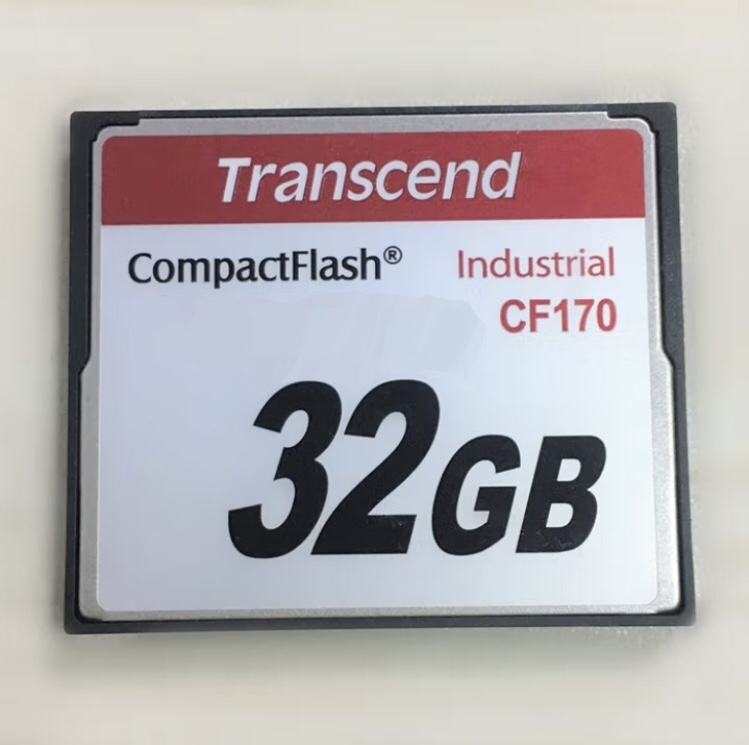 Transcend
CompactFlash® Industrial
CF170
32GB